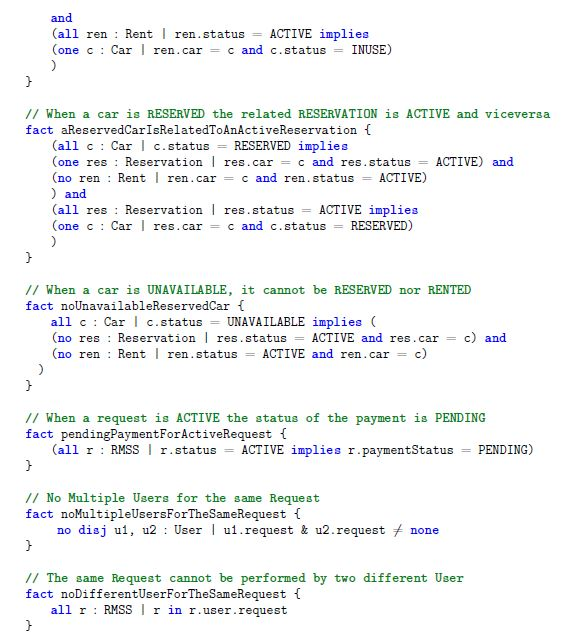 and
(all ren : Rent | ren.status = ACTIVE implies
(one c : Car | ren.car = c and c.status = INUSE)
)
}
// When a car is RESERVED the related RESERVATION is ACTIVE and viceversa
fact aReservedCarIsRelatedToAnActiveReservation {
(all c : Car | c.status = RESERVED implies
(one res : Reservation | res.car = c and res.status = ACTIVE) and
(no ren : Rent | ren.car = c and ren.status = ACTIVE)
) and
(all res : Reservation | res.status = ACTIVE implies
(one c : Car | res.car = c and c.status = RESERVED)
)
}
// When a car is UNAVAILABLE, it cannot be RESERVED nor RENTED
fact noUnavailableReservedCar {
all c : Car | c.status = UNAVAILABLE implies (
(no res : Reservation | res.status = ACTIVE and res.car = c) and
(no ren : Rent | ren.status = ACTIVE and ren.car = c)
)
}
// When a request is ACTIVE the status of the payment is PENDING
fact pendingPaymentForActiveRequest {
(all r : RMSS | r.status = ACTIVE implies r.paymentStatus = PENDING)
}
// No Multiple Users for the same Request
fact noMultipleUsersForTheSameRequest {
no disj u1, u2 : User | u1.request & u2.request ≠ none
}
// The same Request cannot be performed by two different User
fact noDifferentUserForTheSameRequest {
all r : RMSS | r in r.user.request
}